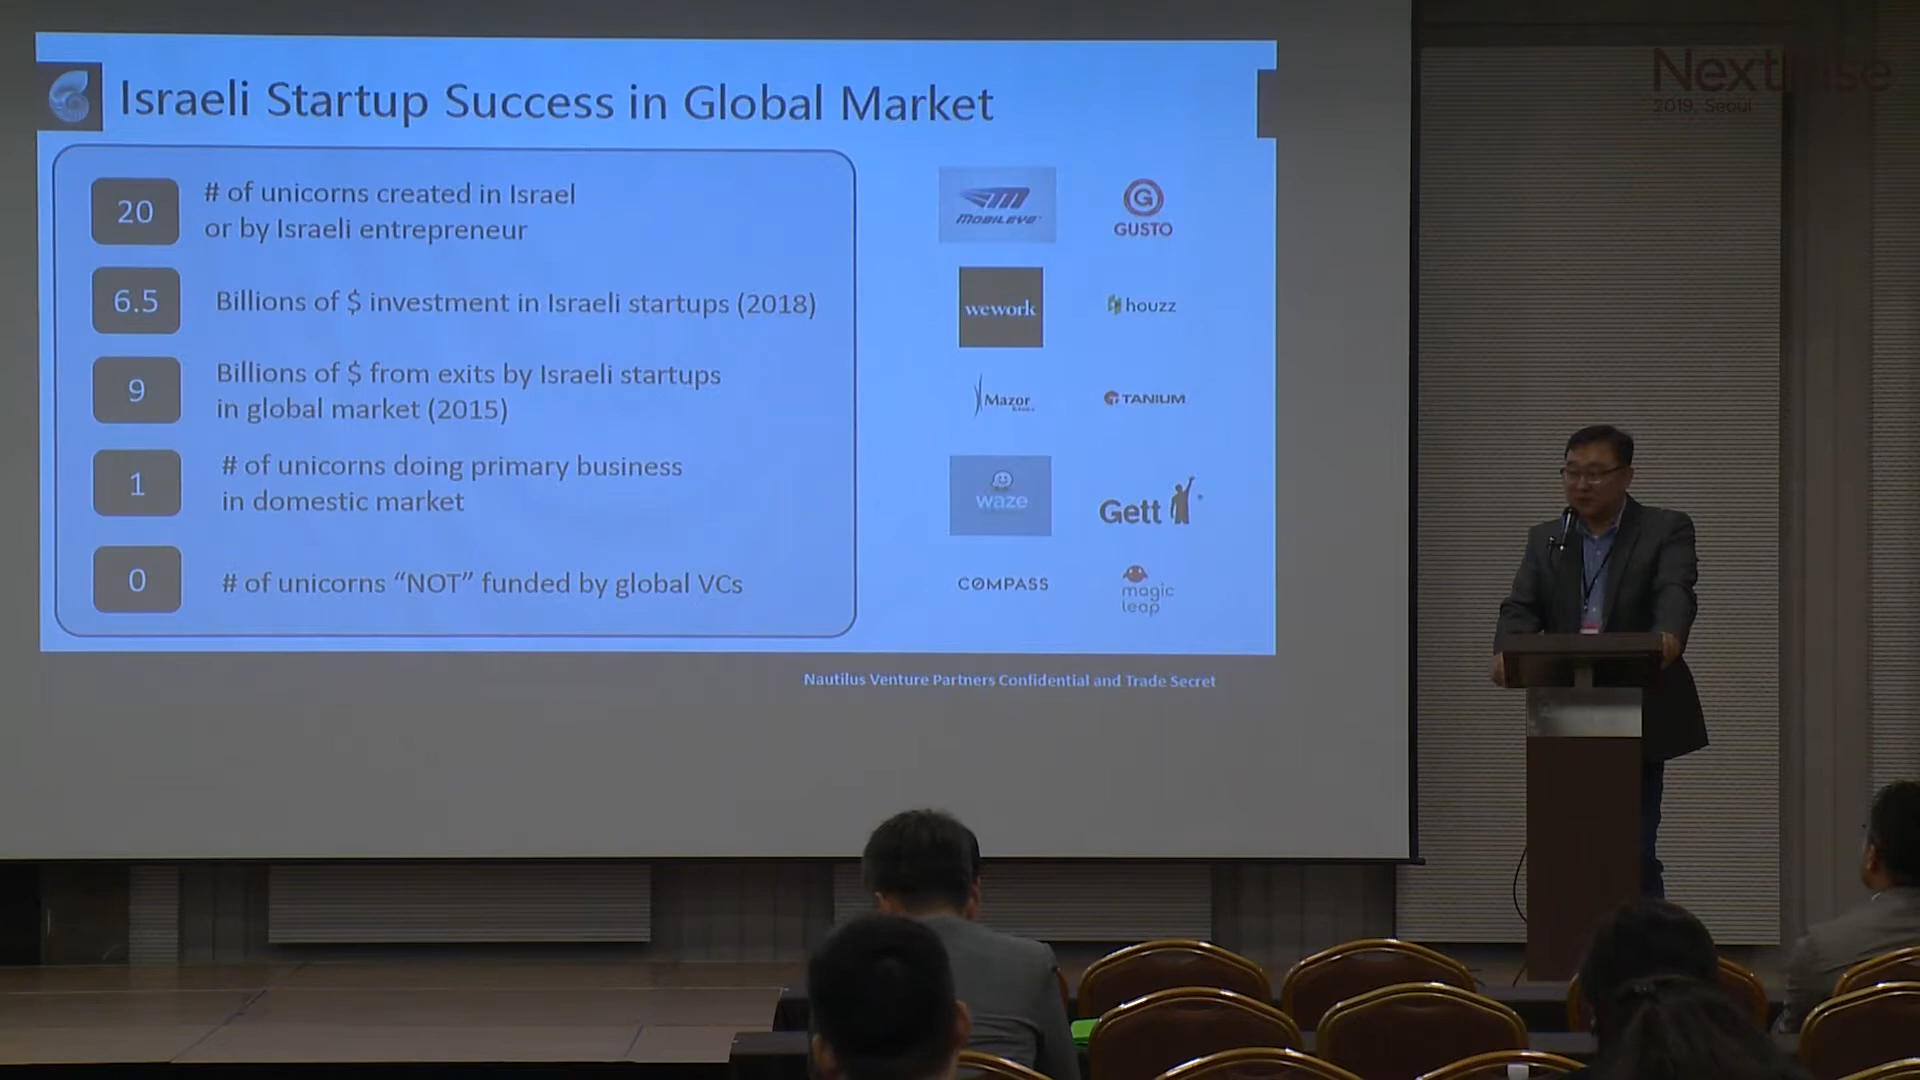 Israeli Startup Success in Global Market
20
# of unicorns created in Israel
or by Israeli entrepreneur
6.5
Billions of $ investment in Israeli startups (2018)
9
Billions of $ from exits by Israeli startups
in global market (2015)
1
# of unicorns doing primary business
in domestic market
0
# of unicorns “NOT” funded by global VCs
MOBILEYE
G
GUSTO
wework
houzz
Mazor
TANIUM
waze
Gett
COMPASS
magic
leap
Nautilus Venture Partners Confidential and Trade Secret
2019, Seoul